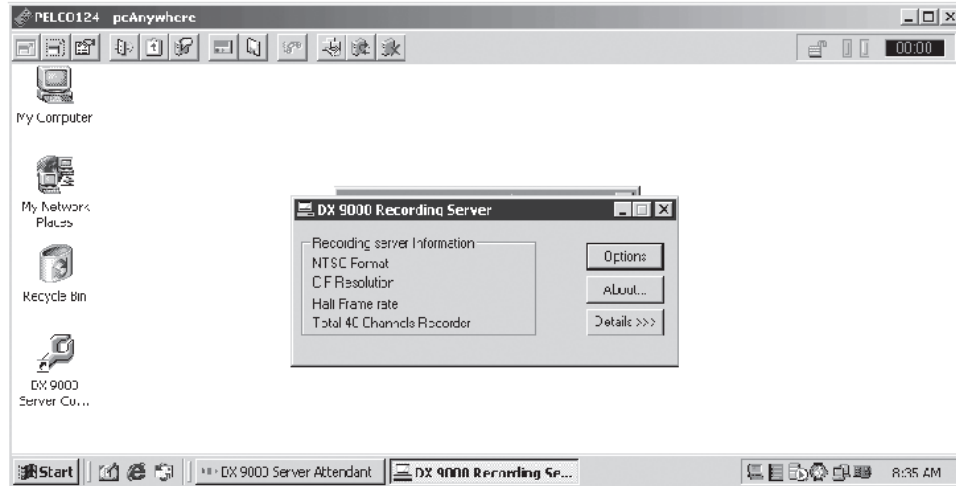 PELCO124 pcAnywhere
00:00
My Computer
My Network
Places
Recycle Bin
DX 9000
Server Co...
DX 9000 Recording Server
Recording server Information
NTSC Format
CIF Resolution
Half Frame rate
Total 40 Channels Recorder
Options
About...
Details >>>
Start
DX 9000 Server Attendant
DX 9000 Recording Se...
8:35 AM